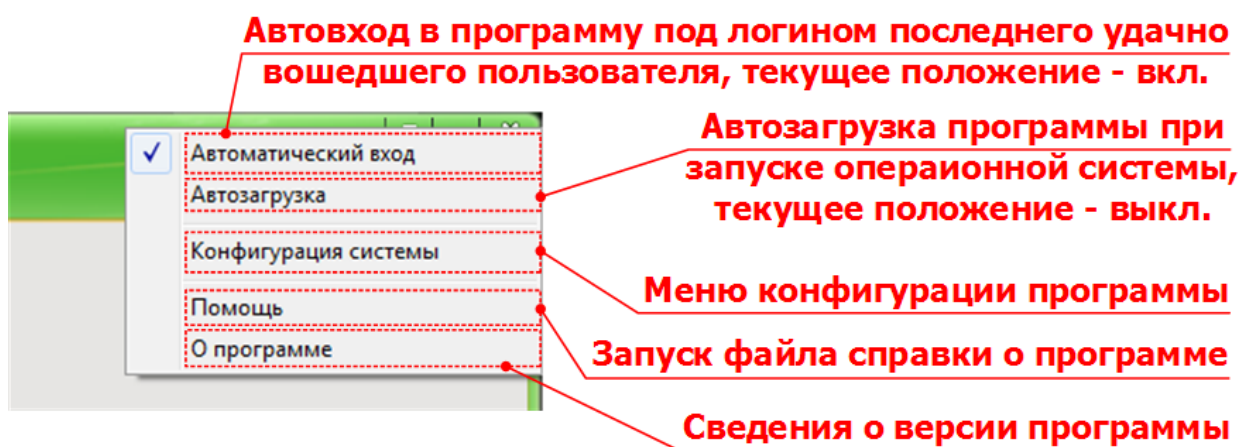 Автовход в программу под логином последнего удачно
вошедшего пользователя, текущее положение - вкл.
Автозагрузка программы при
запуске операионной системы,
текущее положение - выкл.
Автоматический вход
Автозагрузка
Конфигурация системы
Помощь
О программе
Меню конфигурации программы
Запуск файла справки о программе
Сведения о версии программы